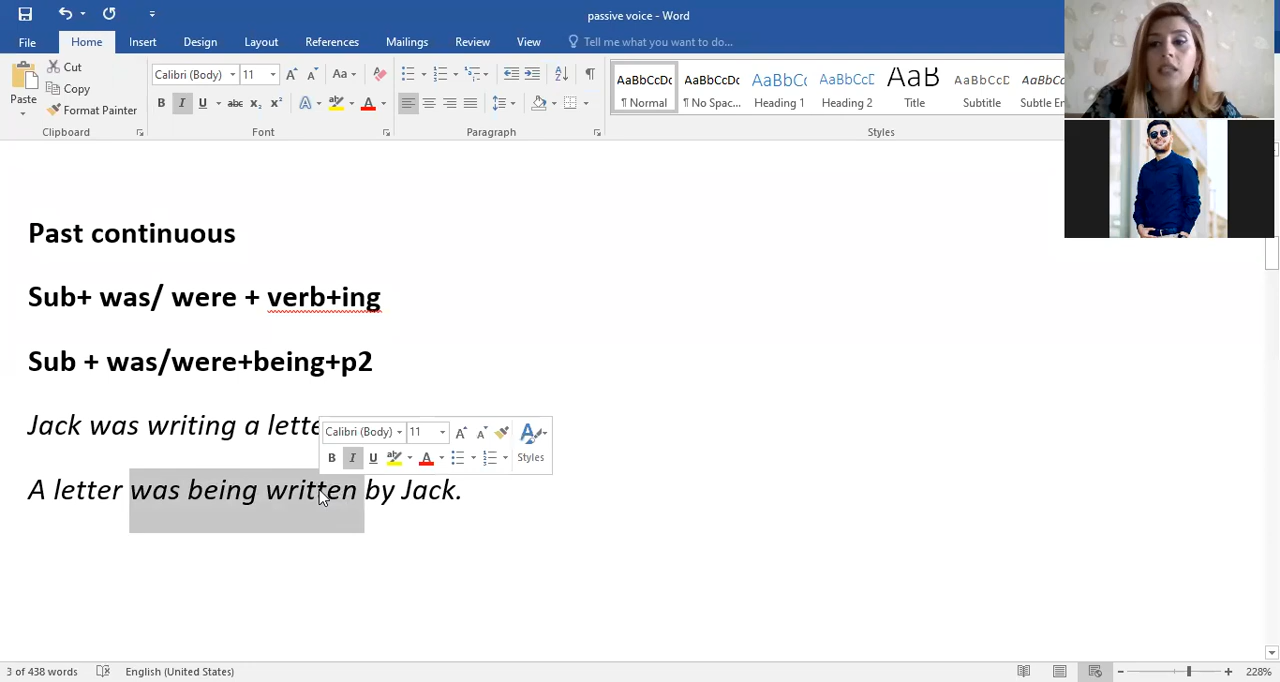 passive voice - Word
File Home Insert Design Layout References Mailings Review View Tell me what you want to do...
Paste Cut Copy Format Painter
Calibri (Body) 11
AaBbCcDc AaBbCcDc AaBbCc AaBbCcD AaB AaBbCcD
¶ Normal ¶ No Spac... Heading 1 Heading 2 Title Subtitle
Clipboard Font Paragraph Styles
Past continuous
Sub+ was/ were + verb+ing
Sub + was/were+being+p2
Jack was writing a
Calibri (Body) 11
Styles
A letter was being written by Jack.
3 of 438 words English (United States) 228%